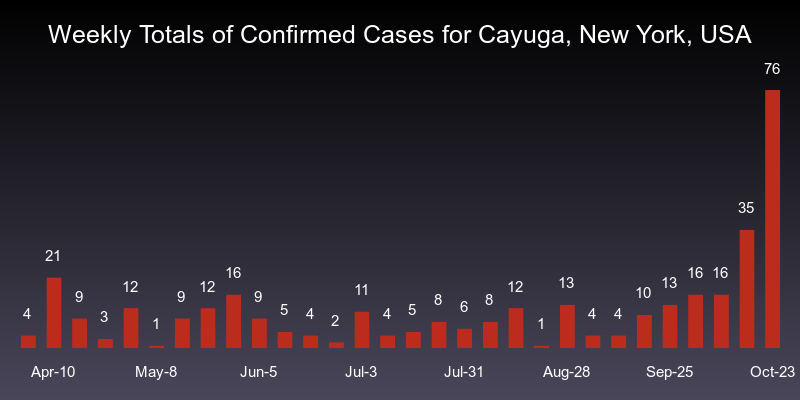 Weekly Totals of Confirmed Cases for Cayuga, New York, USA
4 21 9 3 12 1 9 12 16 9 5 4 2 11 4 5 8 6 8 12 1 13 4 4 10 13 16 16 35 76
Apr-10 May-8 Jun-5 Jul-3 Jul-31 Aug-28 Sep-25 Oct-23